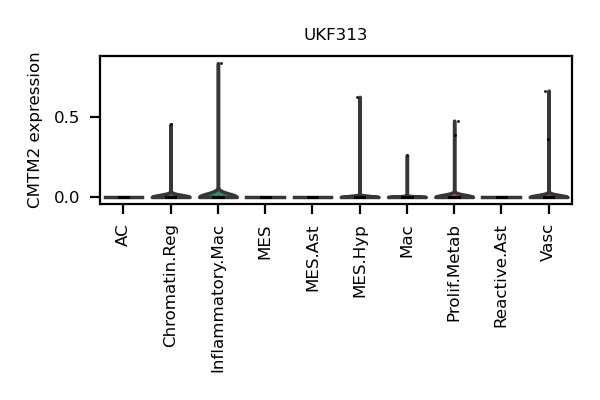 UKF313
CMTM2 expression
0.5
0.0
AC
Chromatin.Reg
Inflammatory.Mac
MES
MES.Ast
MES.Hyp
Mac
Prolif.Metab
Reactive.Ast
Vasc